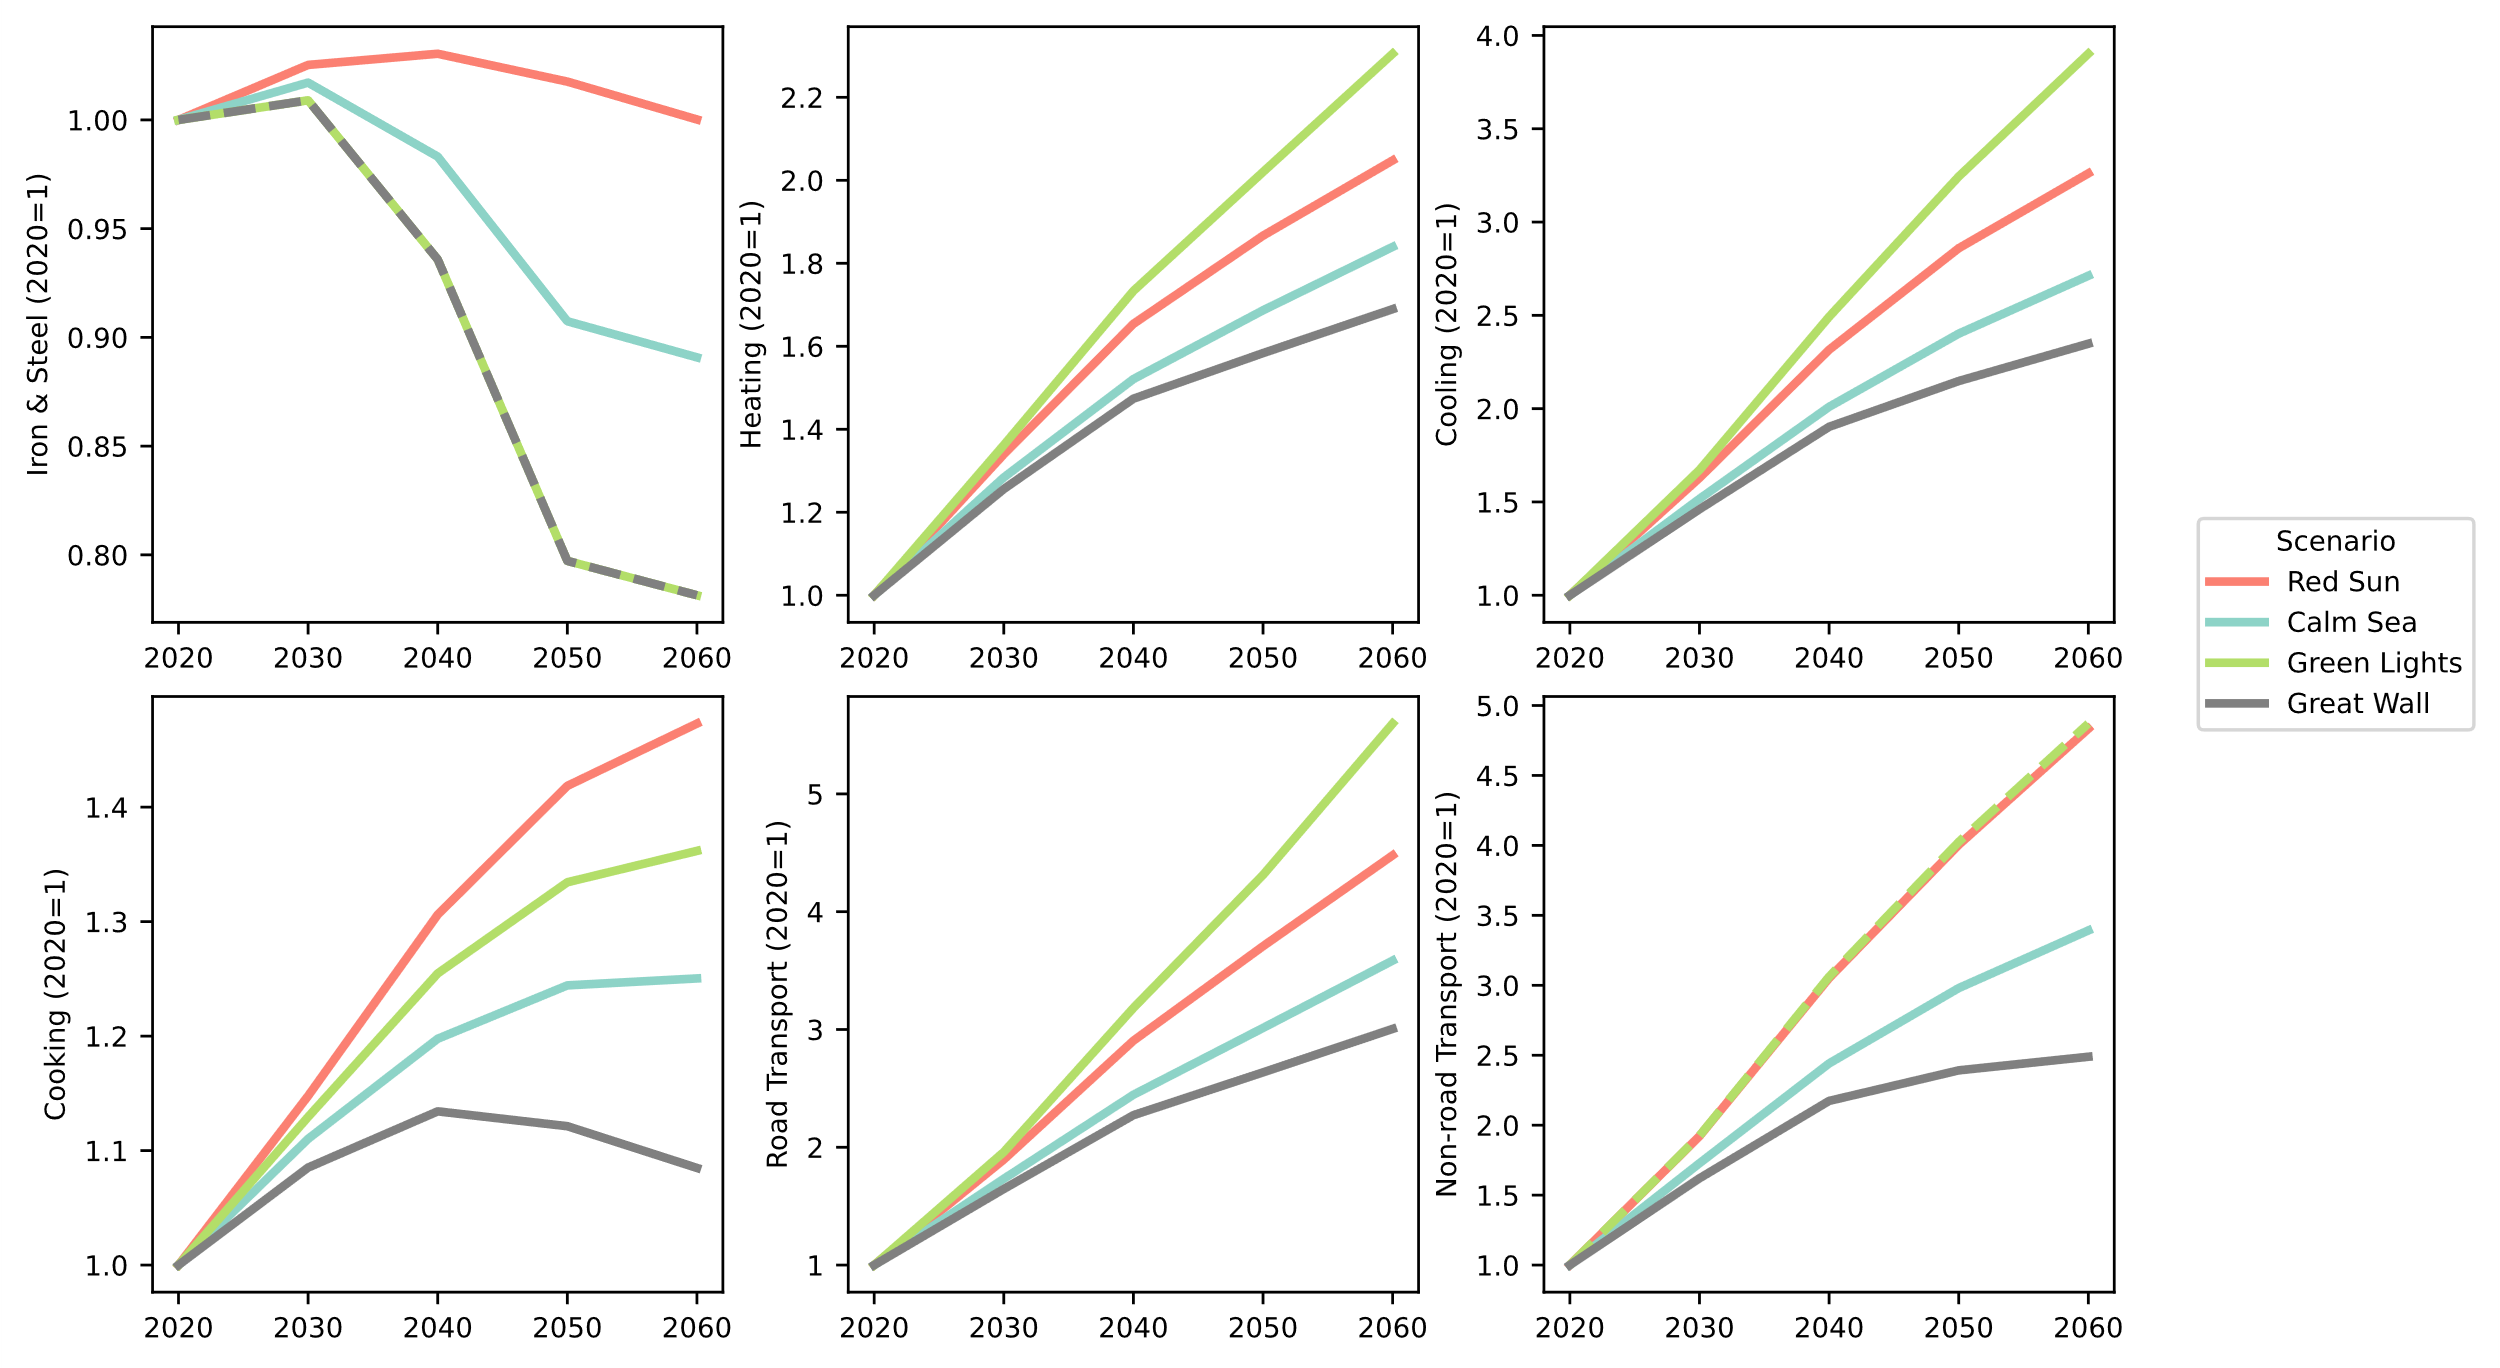 Iron & Steel (2020=1)
1.00
0.95
0.90
0.85
0.80
2020 2030 2040 2050 2060
Heating (2020=1)
2.2
2.0
1.8
1.6
1.4
1.2
1.0
2020 2030 2040 2050 2060
Cooling (2020=1)
4.0
3.5
3.0
2.5
2.0
1.5
1.0
2020 2030 2040 2050 2060
Scenario
Red Sun
Calm Sea
Green Lights
Great Wall
Cooking (2020=1)
1.4
1.3
1.2
1.1
1.0
2020 2030 2040 2050 2060
Road Transport (2020=1)
5
4
3
2
1
2020 2030 2040 2050 2060
Non-road Transport (2020=1)
5.0
4.5
4.0
3.5
3.0
2.5
2.0
1.5
1.0
2020 2030 2040 2050 2060